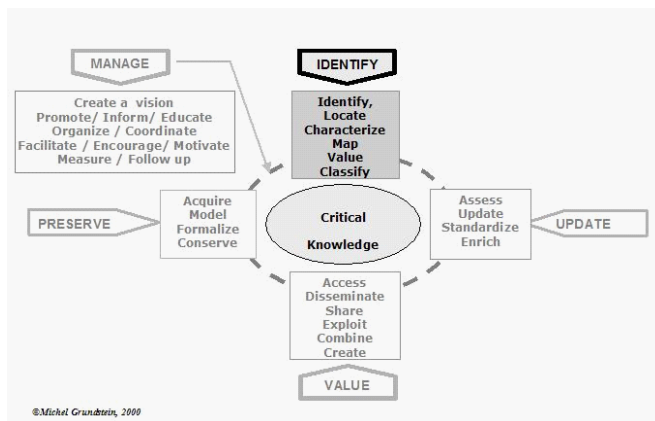 MANAGE
Create a vision
Promote/ Inform/ Educate
Organize / Coordinate
Facilitate / Encourage/ Motivate
Measure / Follow up
IDENTIFY
Identify,
Locate
Characterize
Map
Value
Classify
PRESERVE
Acquire
Model
Formalize
Conserve
Critical
Knowledge
Assess
Update
Standardize
Enrich
UPDATE
Access
Disseminate
Share
Exploit
Combine
Create
VALUE
©Michel Grundstein, 2000